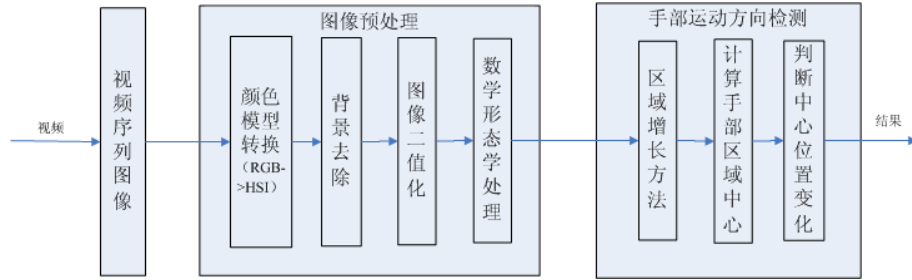 视频
视频序列图像
图像预处理
颜色
模型
转换
（RGB-
>HSI）
背景去除
图像二值化
数学形态学处理
手部运动方向检测
区域增长方法
计算手部区域中心
判断中心位置变化
结果